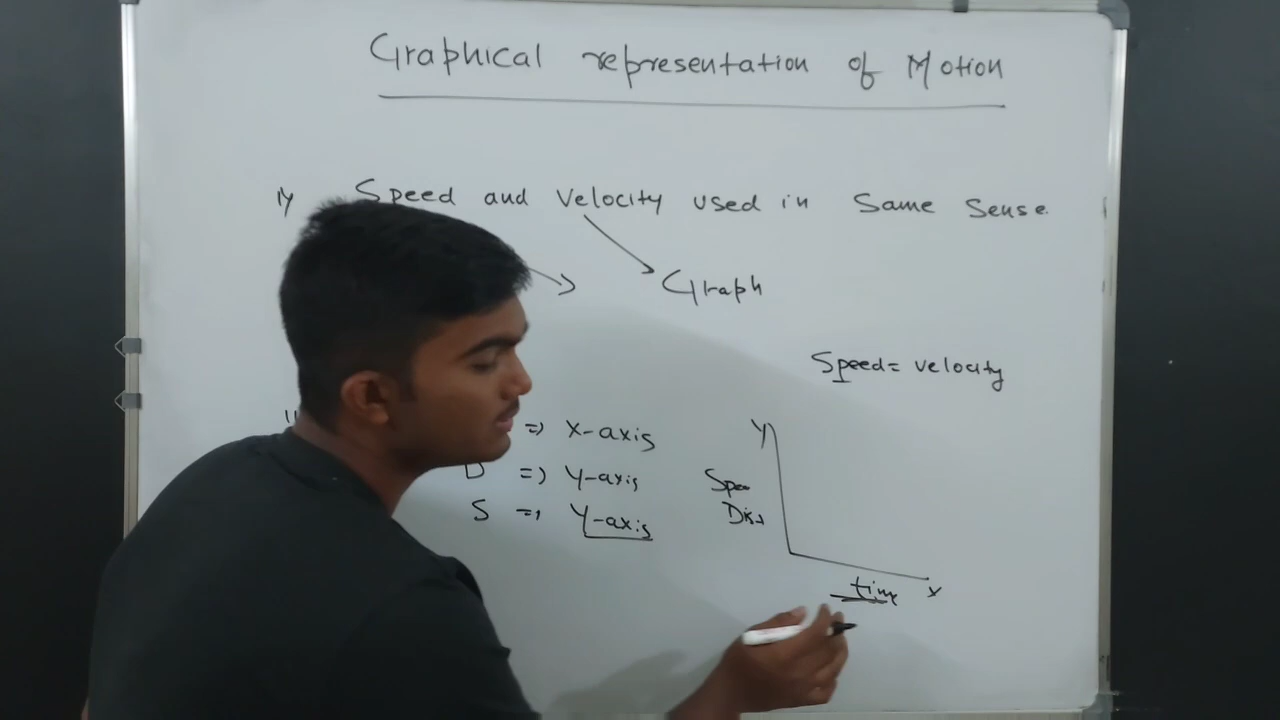 Graphical representation of Motion
Speed and Velocity used in Same Sense.
Graph
Speed = velocity
=> X-axis
D => Y-axis
S => Y-axis
Y
Spee
Dist
time
X